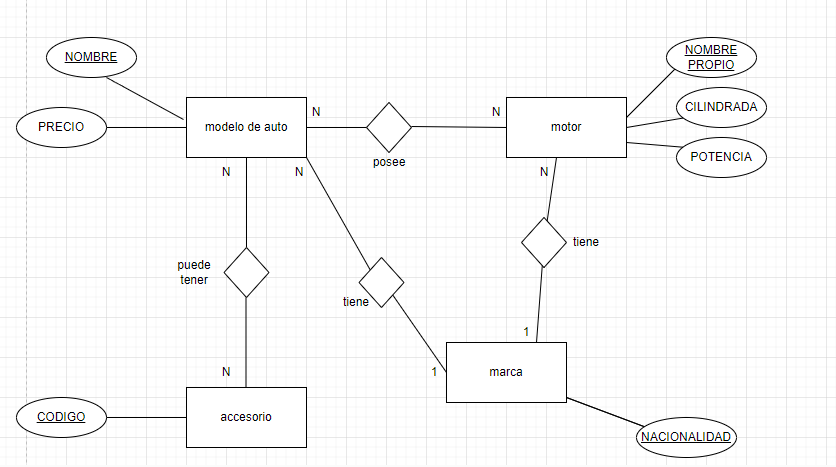 NOMBRE
NOMBRE
PROPIO
PRECIO
modelo de auto
N
posee
N
motor
CILINDRADA
POTENCIA
N
N
N
puede
tener
tiene
tiene
1
N
1
marca
CODIGO
accesorio
NACIONALIDAD